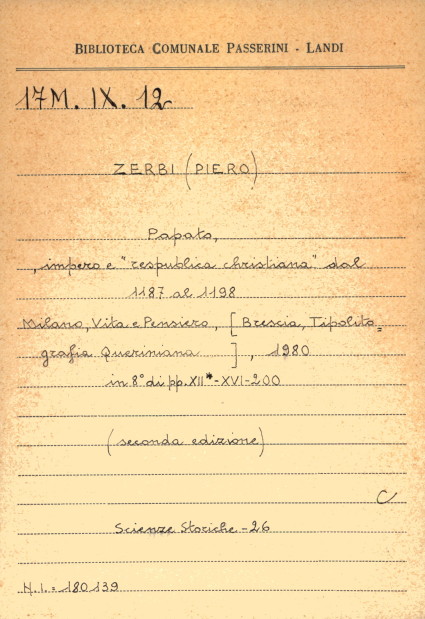 BIBLIOTECA COMUNALE PASSERINI - LANDI
17M. IX. 12
ZERBI (PIERO)
Papato,
, impero e "respublica christiana" dal
1187 al 1198
Milano, Vita e Pensiero, [Brescia, Tipolito=
grafia Queriniana ], 1980
in 8° di pp. XII*-XVI-200
(seconda edizione)
C
Scienze Storiche - 26
N.I.= 180139